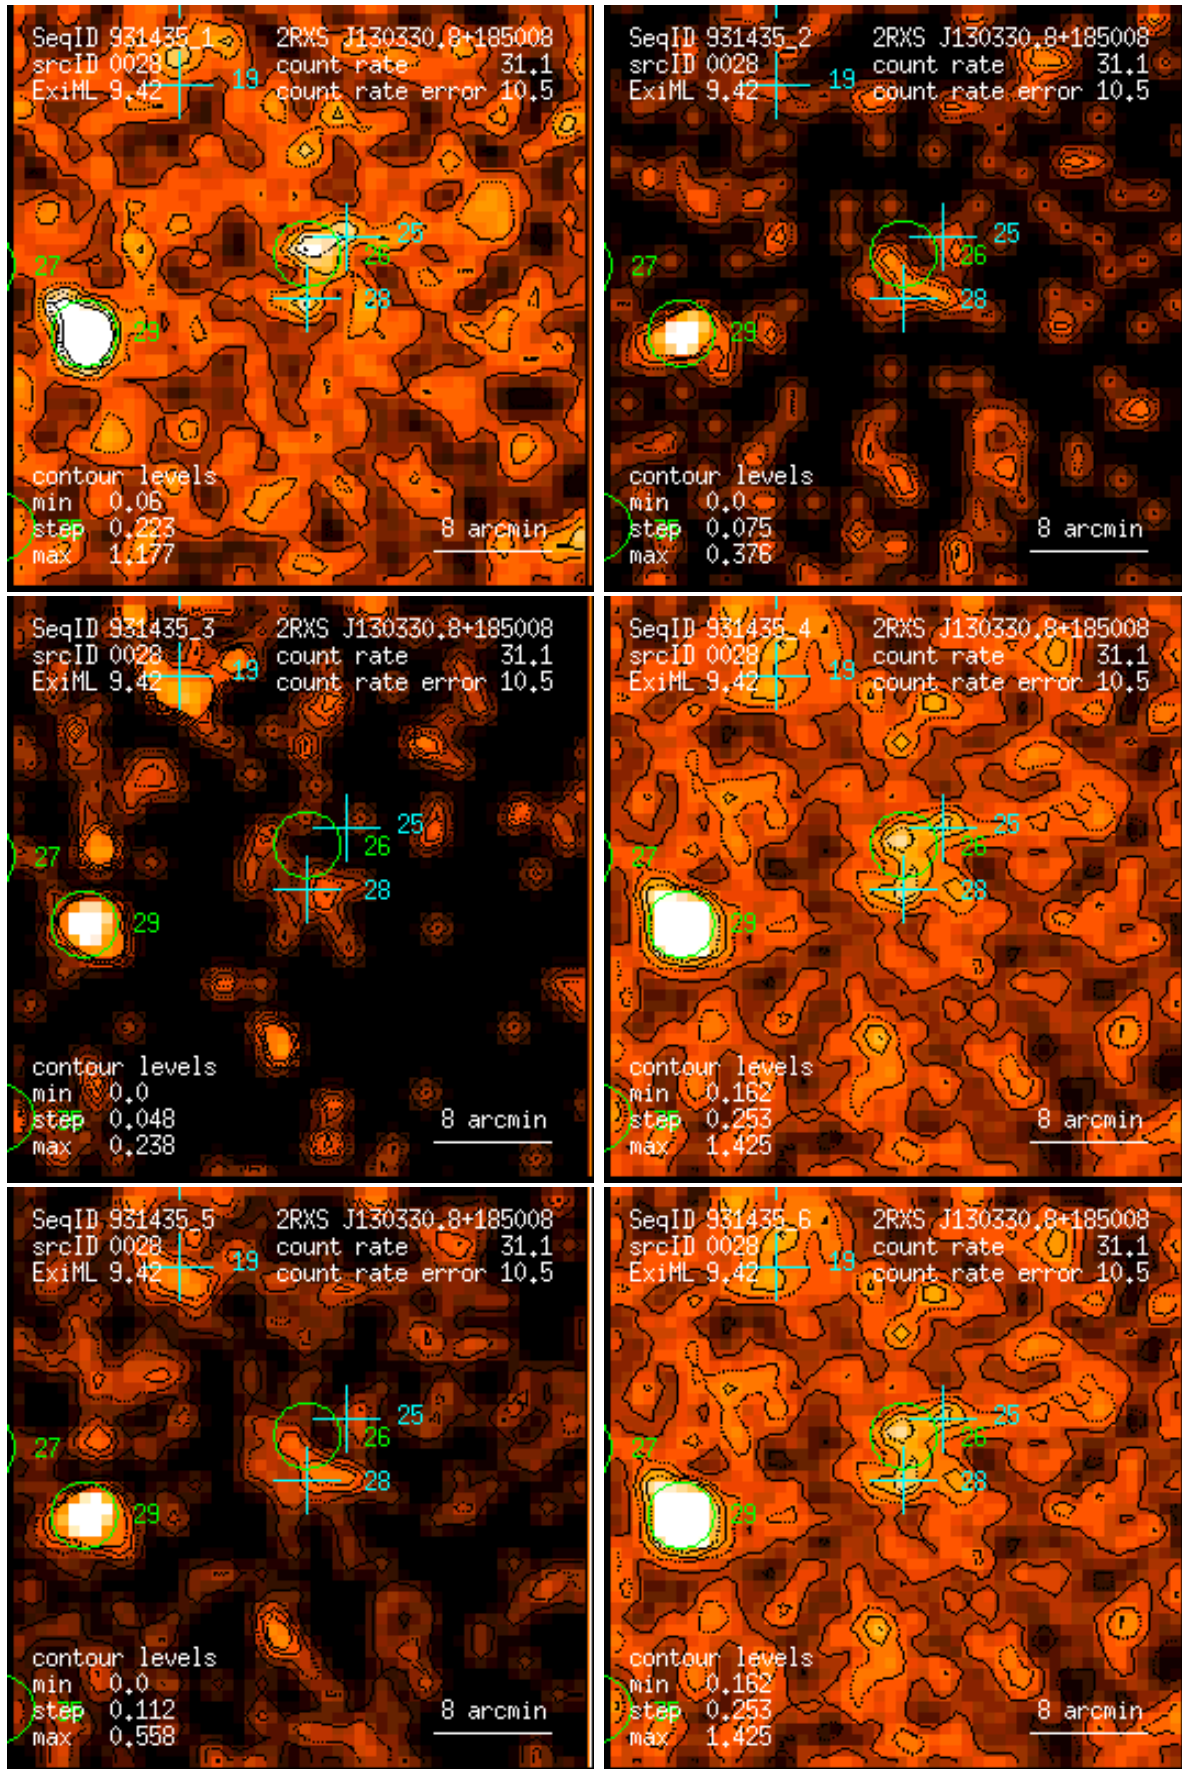 SeqID 931435_1 2RXS J130330.8+185008
srcID 0028 count rate 31.1
ExiML 9.42 count rate error 10.5
19
25
26
27
28
29
contour levels
min 0.06
step 0.223
max 1.177
8 arcmin
SeqID 931435_2 2RXS J130330.8+185008
srcID 0028 count rate 31.1
ExiML 9.42 count rate error 10.5
19
25
26
27
28
29
contour levels
min 0.0
step 0.075
max 0.376
8 arcmin
SeqID 931435_3 2RXS J130330.8+185008
srcID 0028 count rate 31.1
ExiML 9.42 count rate error 10.5
19
25
26
27
28
29
contour levels
min 0.0
step 0.048
max 0.238
8 arcmin
SeqID 931435_4 2RXS J130330.8+185008
srcID 0028 count rate 31.1
ExiML 9.42 count rate error 10.5
19
25
26
27
28
29
contour levels
min 0.162
step 0.253
max 1.425
8 arcmin
SeqID 931435_5 2RXS J130330.8+185008
srcID 0028 count rate 31.1
ExiML 9.42 count rate error 10.5
19
25
26
27
28
29
contour levels
min 0.0
step 0.112
max 0.558
8 arcmin
SeqID 931435_6 2RXS J130330.8+185008
srcID 0028 count rate 31.1
ExiML 9.42 count rate error 10.5
19
25
26
27
28
29
contour levels
min 0.162
step 0.253
max 1.425
8 arcmin